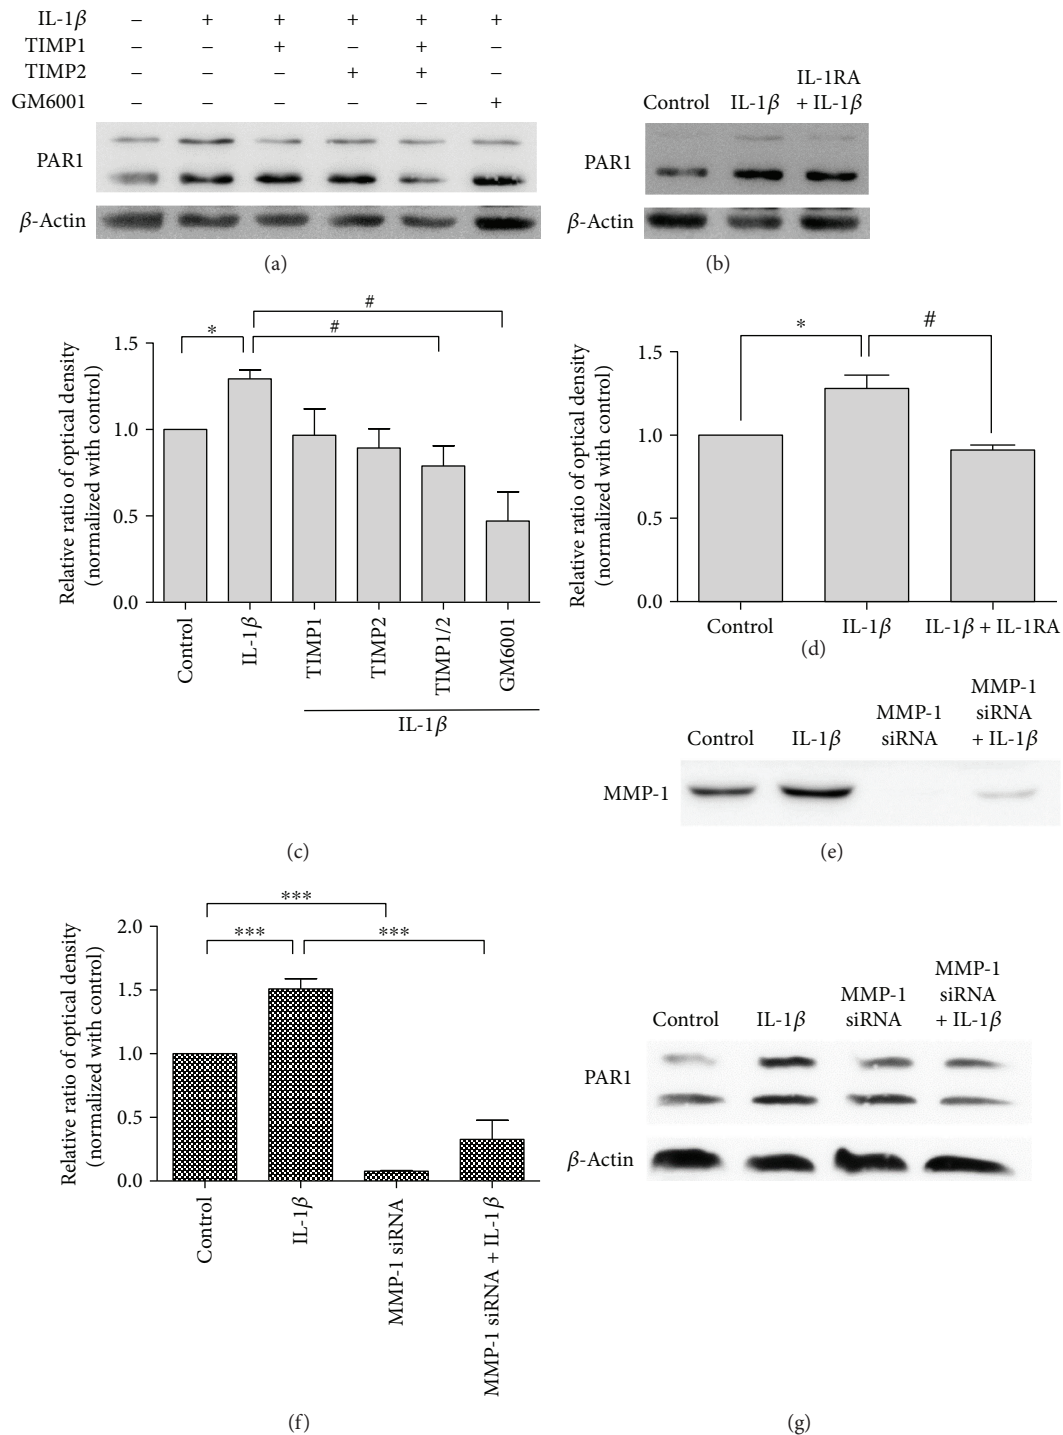 IL-1β – + + + + +
TIMP1 – – + – + –
TIMP2 – – – + + –
GM6001 – – – – – +
PAR1
β-Actin
(a)
IL-1RA
Control IL-1β + IL-1β
PAR1
β-Actin
(b)
Relative ratio of optical density
(normalized with control)
1.5
1.0
0.5
0.0
*
#
#
Control
IL-1β
TIMP1
TIMP2
TIMP1/2
GM6001
IL-1β
(c)
Relative ratio of optical density
(normalized with control)
1.5
1.0
0.5
0.0
*
#
Control
IL-1β
IL-1β + IL-1RA
(d)
MMP-1
MMP-1 siRNA
Control IL-1β siRNA + IL-1β
MMP-1
(e)
Relative ratio of optical density
(normalized with control)
2.0
1.5
1.0
0.5
0.0
***
***
***
Control
IL-1β
MMP-1 siRNA
MMP-1 siRNA + IL-1β
(f)
MMP-1
MMP-1 siRNA
Control IL-1β siRNA + IL-1β
PAR1
β-Actin
(g)